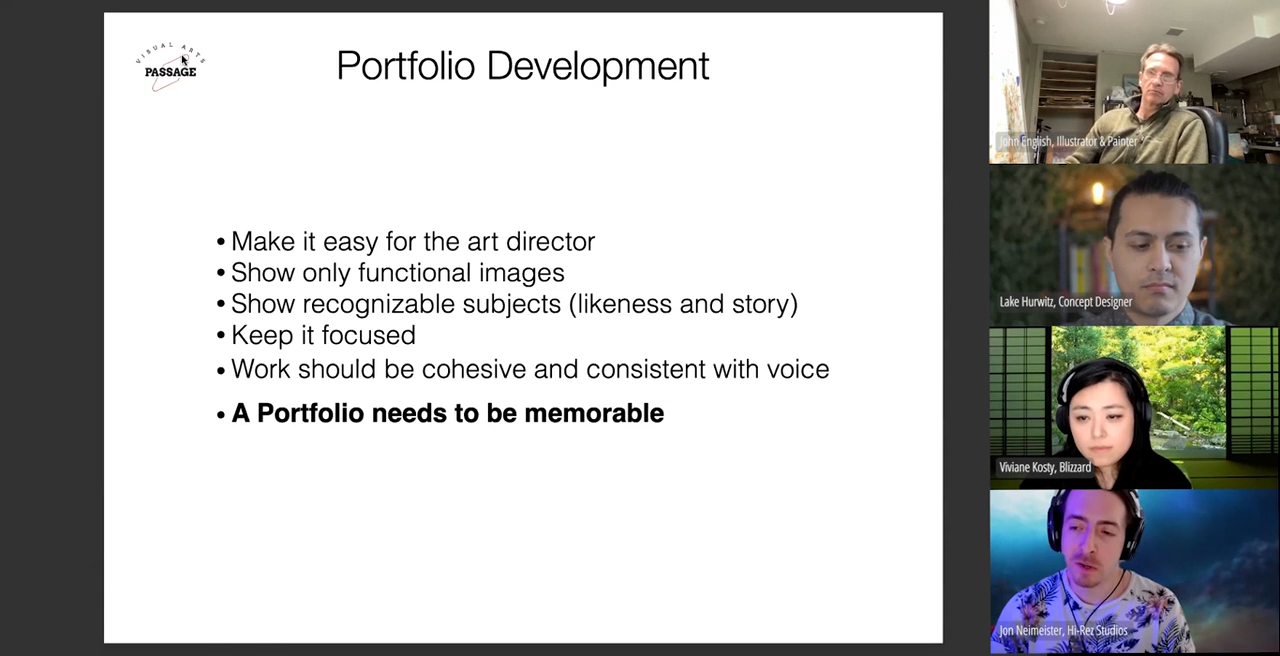 VISUAL ARTS
PASSAGE
Portfolio Development
• Make it easy for the art director
• Show only functional images
• Show recognizable subjects (likeness and story)
• Keep it focused
• Work should be cohesive and consistent with voice
• A Portfolio needs to be memorable
John English, Illustrator & Painter
Lake Hurwitz, Concept Designer
Viviane Kosty, Blizzard
Jon Neimeister, Hi-Rez Studios